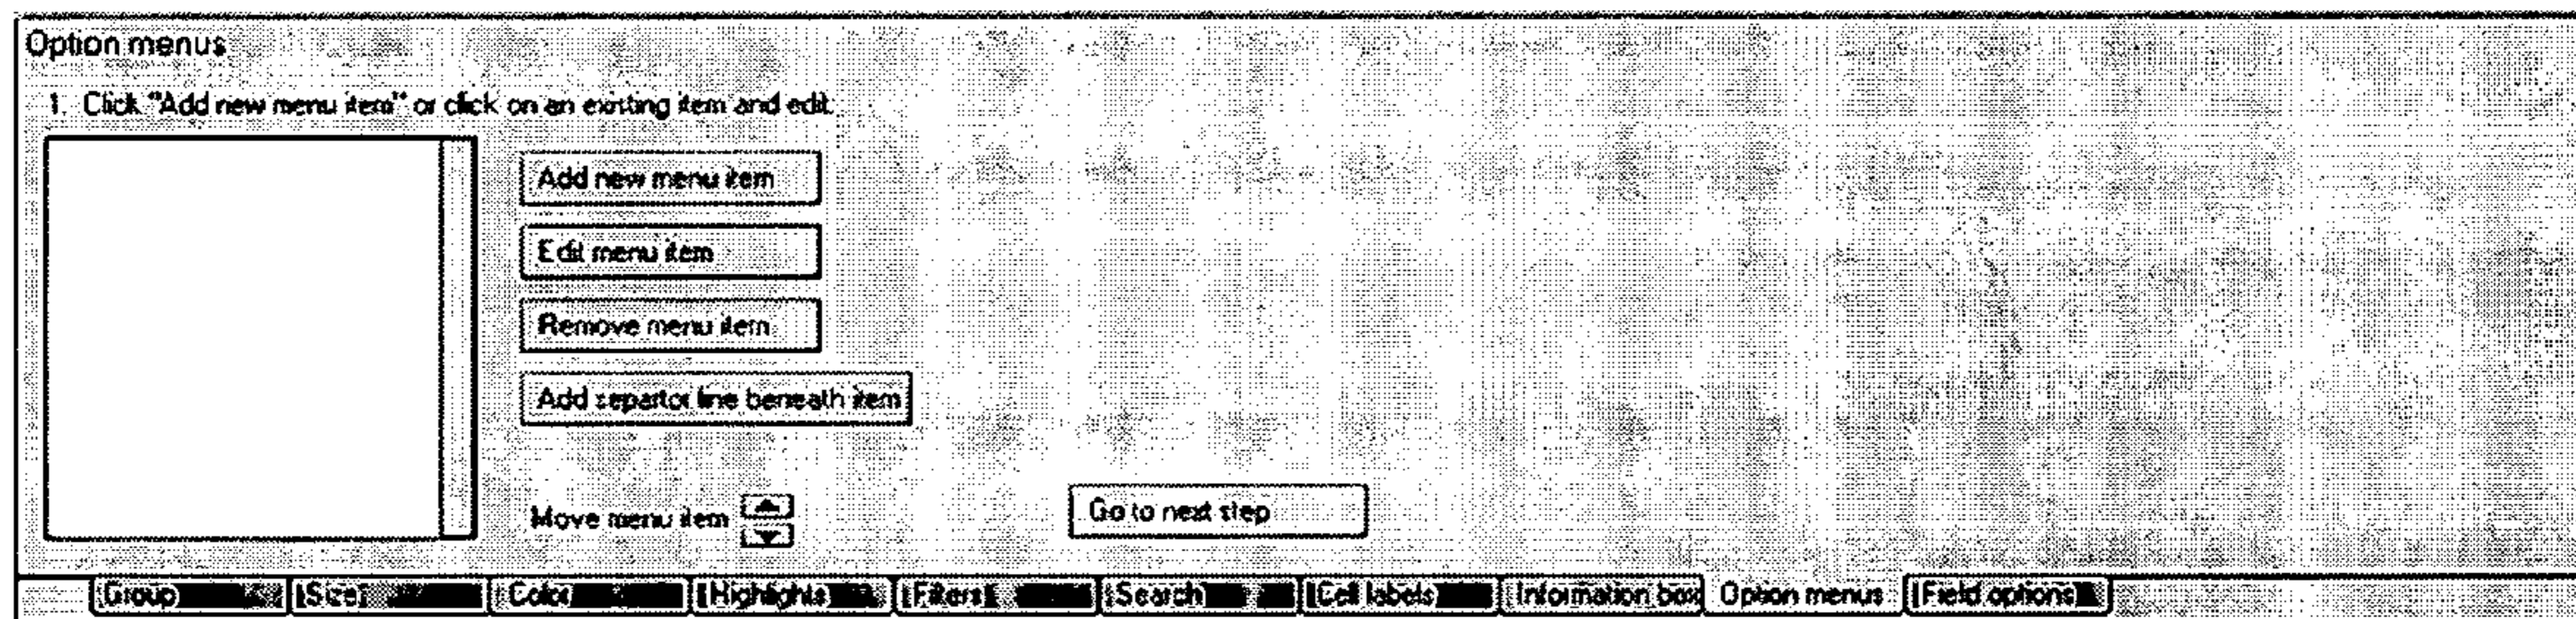 Option menus
1. Click "Add new menu item" or click on an existing item and edit.
Add new menu item
Edit menu item
Remove menu item
Add separtor line beneath item
Move menu item
Go to next step
Group Size Color Highlights Filters Search Cell labels Information box Option menus Field options